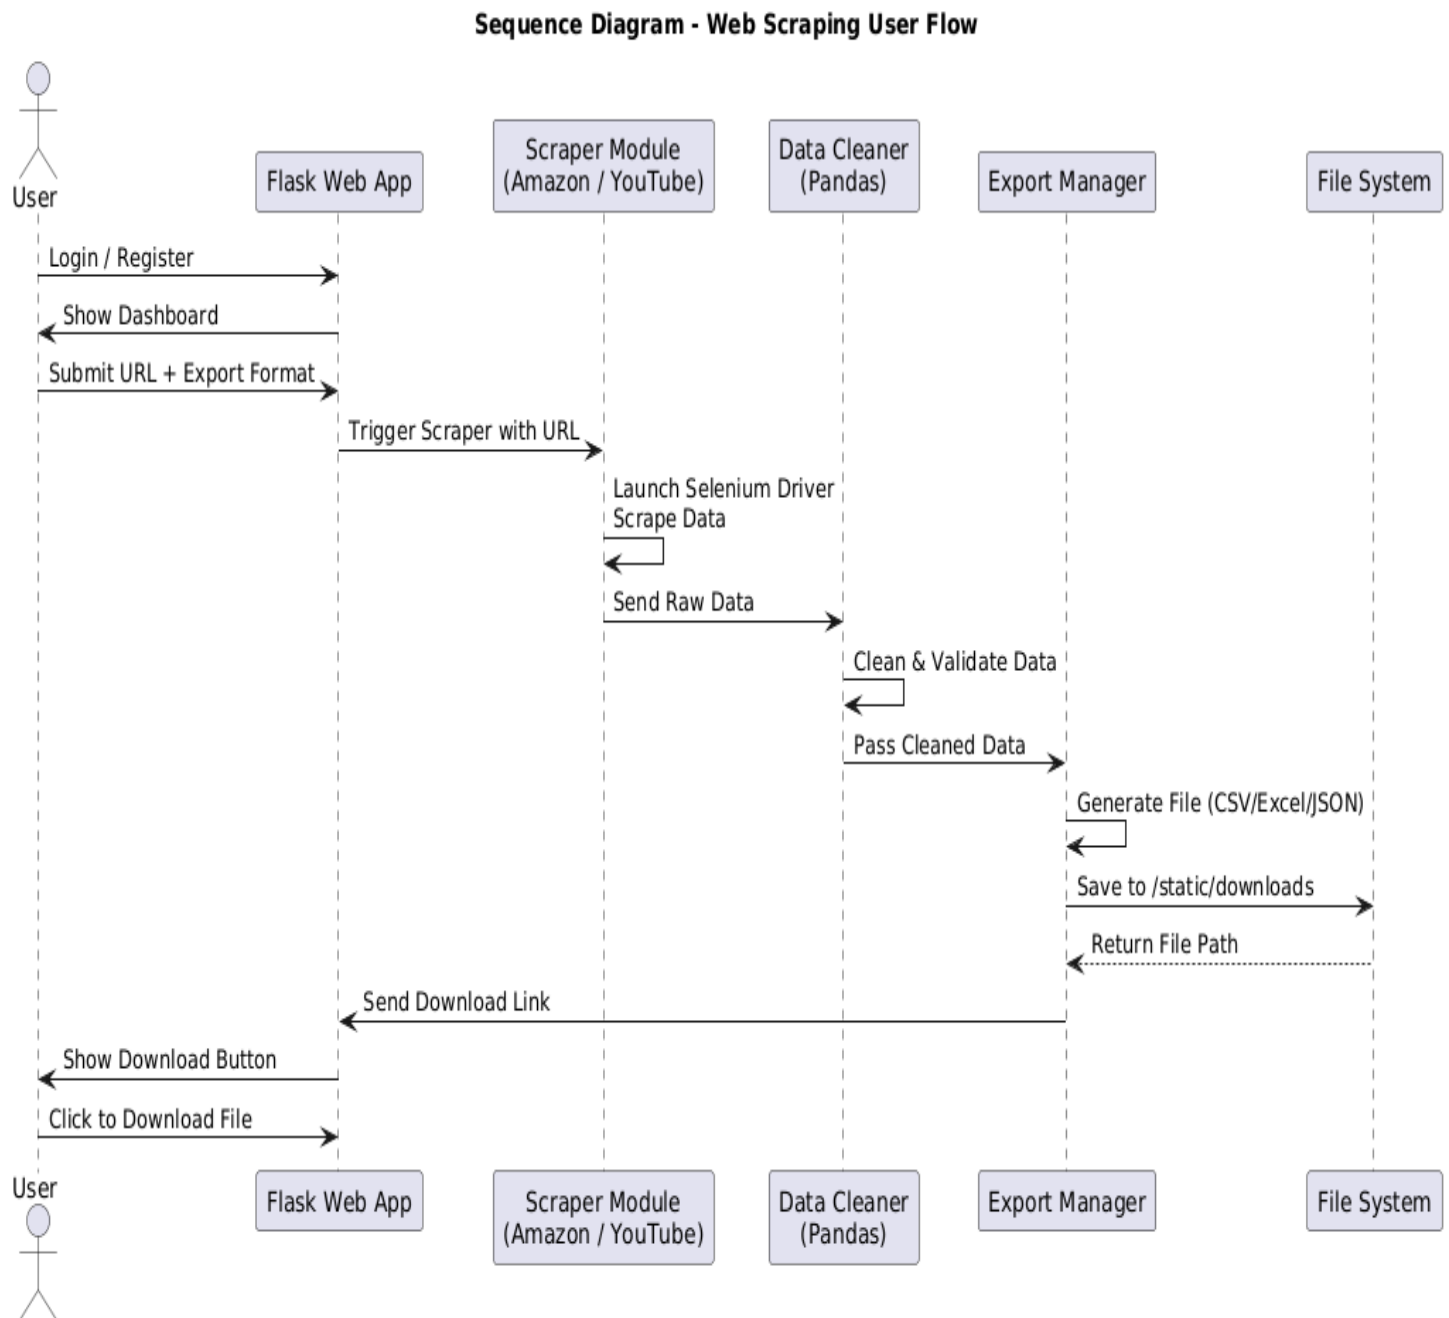 Sequence Diagram - Web Scraping User Flow
User
Flask Web App
Scraper Module
(Amazon / YouTube)
Data Cleaner
(Pandas)
Export Manager
File System
Login / Register
Show Dashboard
Submit URL + Export Format
Trigger Scraper with URL
Launch Selenium Driver
Scrape Data
Send Raw Data
Clean & Validate Data
Pass Cleaned Data
Generate File (CSV/Excel/JSON)
Save to /static/downloads
Return File Path
Send Download Link
Show Download Button
Click to Download File
User
Flask Web App
Scraper Module
(Amazon / YouTube)
Data Cleaner
(Pandas)
Export Manager
File System